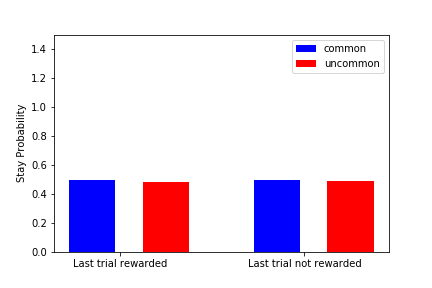 1.4
1.2
1.0
0.8
0.6
0.4
0.2
0.0
Stay Probability
common
uncommon
Last trial rewarded
Last trial not rewarded